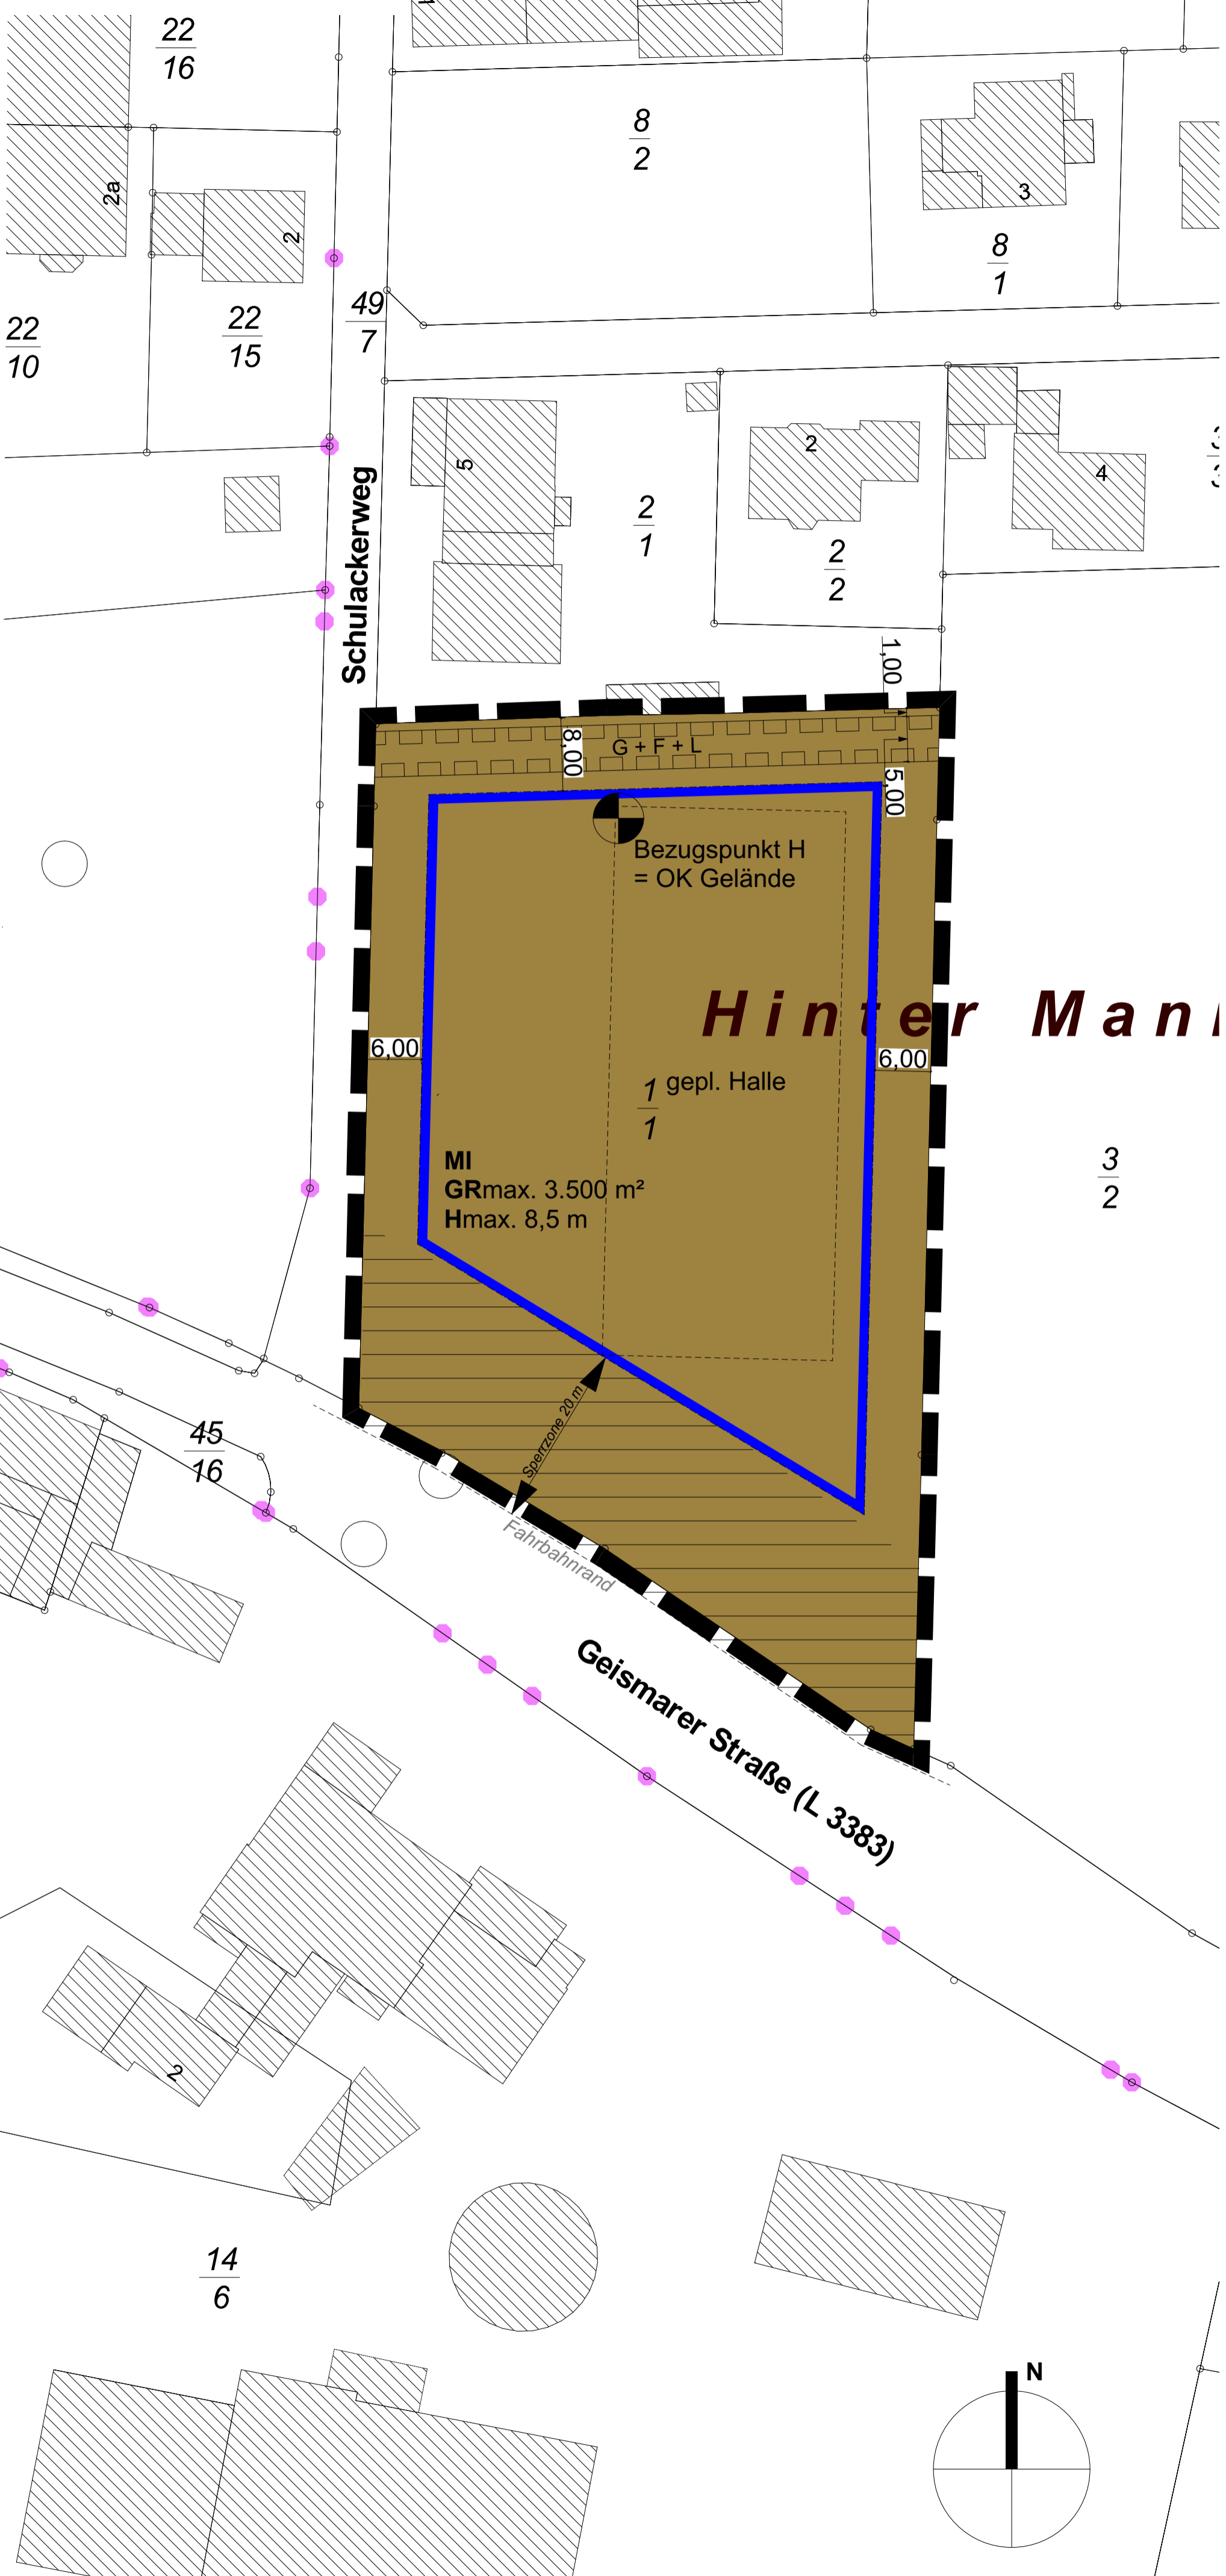 22
16
8
2
2a
2
3
8
1
49
7
22
15
22
10
5
2
4
2
1
2
2
Schulackerweg
1,00
8,00
G + F + L
5,00
Bezugspunkt H
= OK Gelände
Hinter
6,00
6,00
gepl. Halle
1
1
MI
GRmax. 3.500 m²
Hmax. 8,5 m
3
2
Sperrzone 20 m
45
16
Fahrbahnrand
Geismarer Straße (L 3383)
2
14
6
N